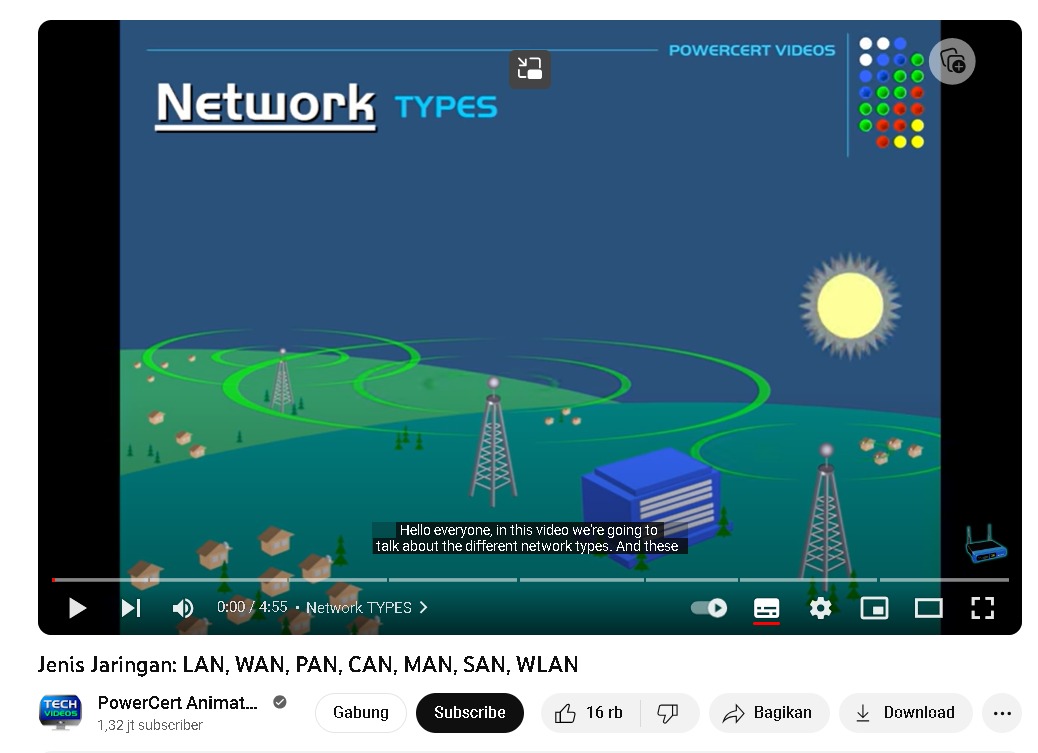 POWERCERT VIDEOS
Network TYPES
Hello everyone, in this video we're going to
talk about the different network types. And these
0:00 / 4:55 • Network TYPES
Jenis Jaringan: LAN, WAN, PAN, CAN, MAN, SAN, WLAN
TECH
VIDEOS
PowerCert Animat...
1,32 jt subscriber
Gabung
Subscribe
16 rb
Bagikan
Download